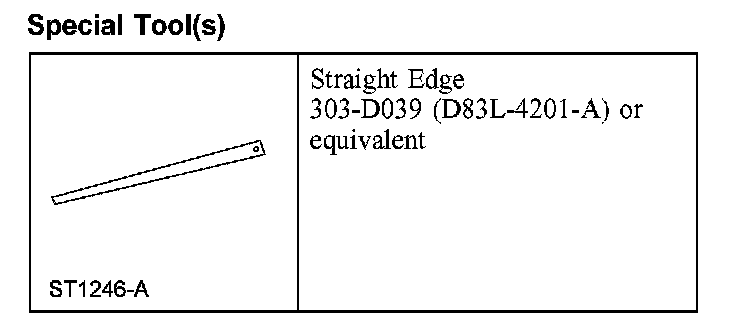 Special Tool(s)
Straight Edge
303-D039 (D83L-4201-A) or
equivalent
ST1246-A